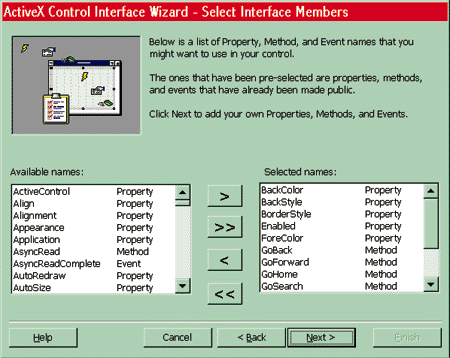 ActiveX Control Interface Wizard - Select Interface Members
Below is a list of Property, Method, and Event names that you
might want to use in your control.
The ones that have been pre-selected are properties, methods,
and events that have already been made public.
Click Next to add your own Properties, Methods, and Events.
Available names:
ActiveControl Property
Align Property
Alignment Property
Appearance Property
Application Property
AsyncRead Method
AsyncReadComplete Event
AutoRedraw Property
AutoSize Property
>
>>
<
<<
Selected names:
BackColor Property
BackStyle Property
BorderStyle Property
Enabled Property
ForeColor Property
GoBack Method
GoForward Method
GoHome Method
GoSearch Method
Help
Cancel
< Back
Next >
Finish